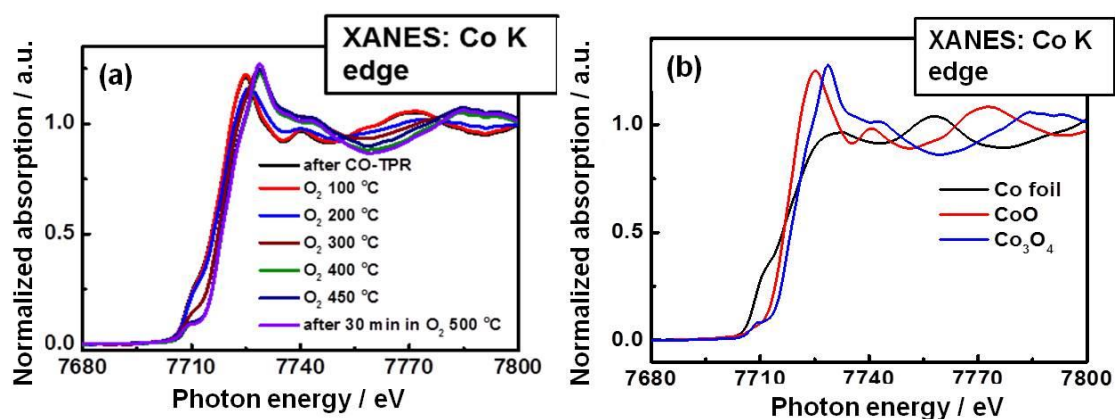 XANES: Co K
edge
(a)
Normalized absorption / a.u.
1.0
0.5
0.0
after CO-TPR
O₂ 100 °C
O₂ 200 °C
O₂ 300 °C
O₂ 400 °C
O₂ 450 °C
after 30 min in O₂ 500 °C
7680 7710 7740 7770 7800
Photon energy / eV
XANES: Co K
edge
(b)
Normalized absorption / a.u.
1.0
0.5
0.0
Co foil
CoO
Co₃O₄
7680 7710 7740 7770 7800
Photon energy / eV